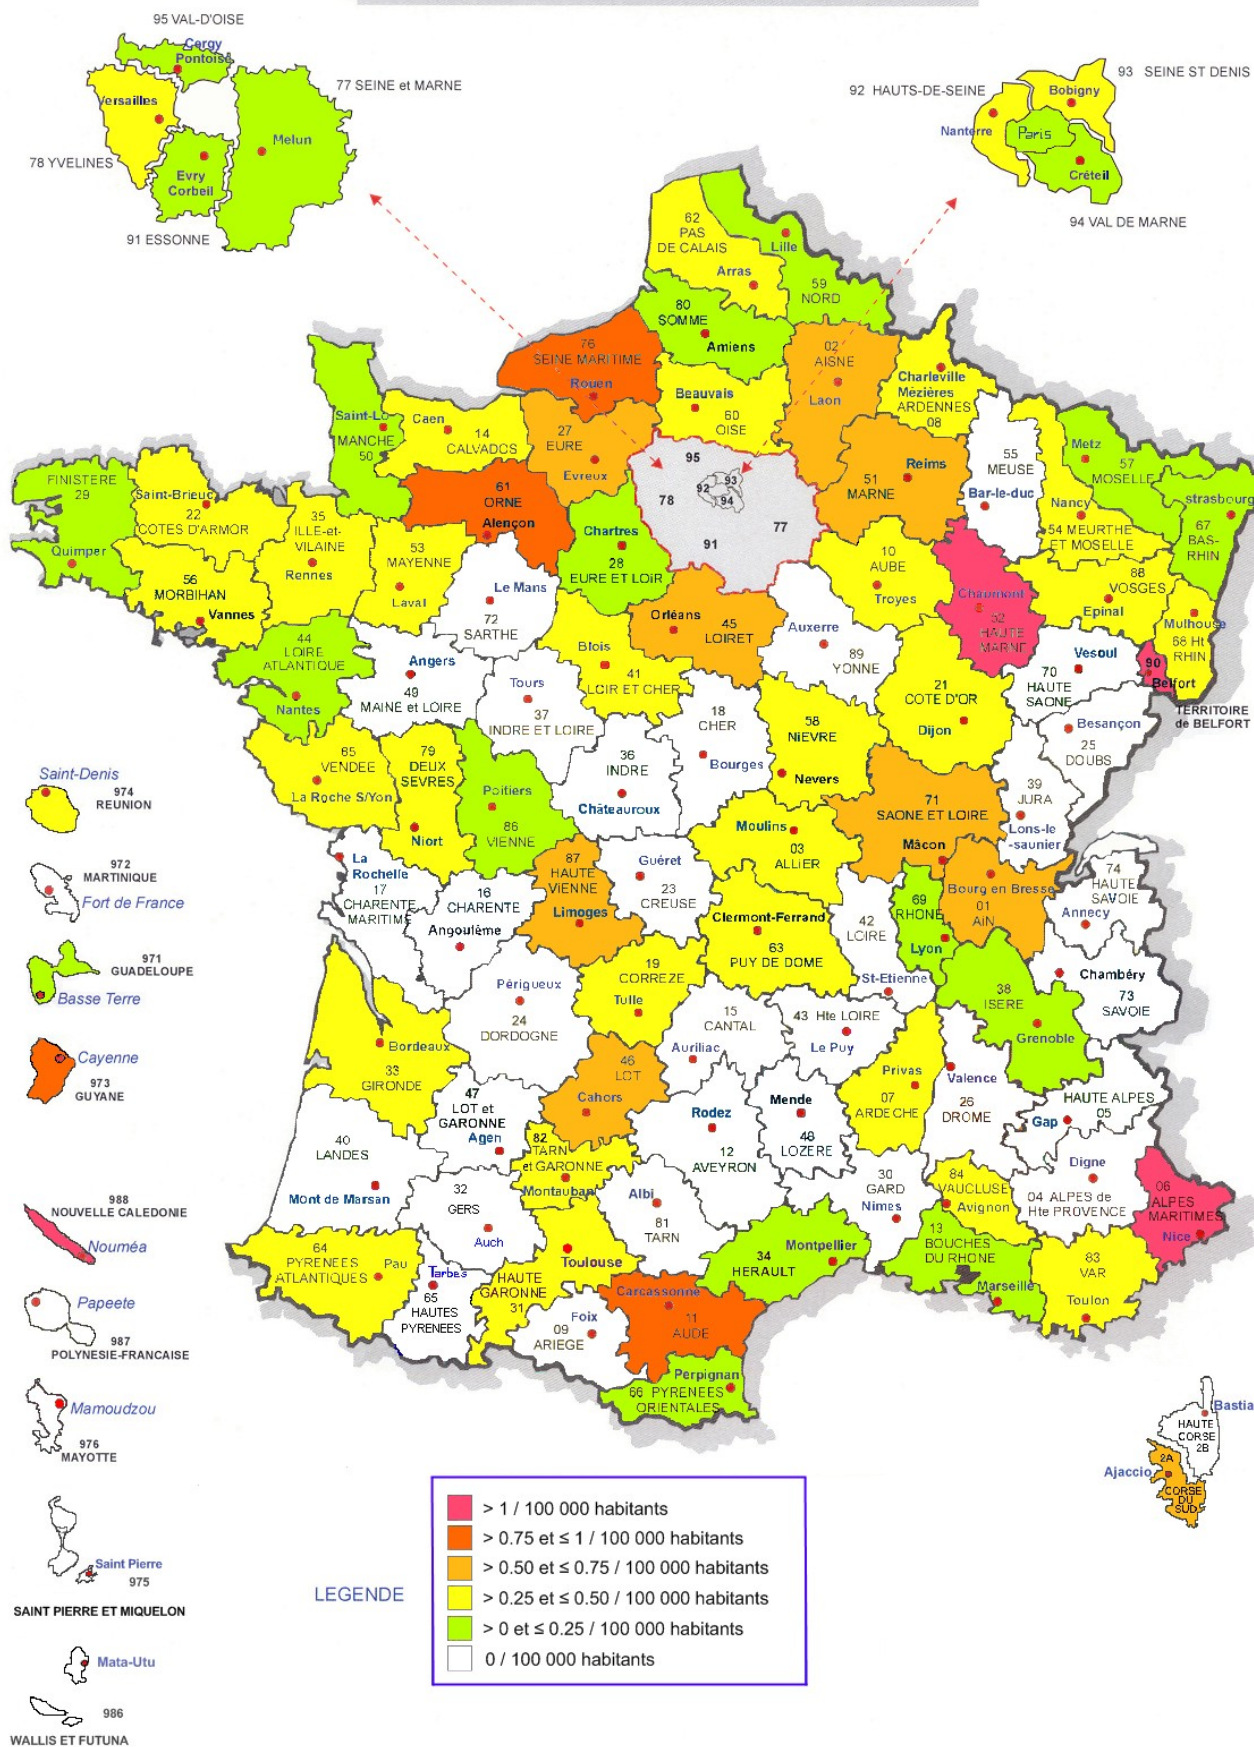 95 VAL-D'OISE
Cergy
Pontoise
77 SEINE et MARNE
Versailles
Melun
78 YVELINES
Evry
Corbeil
91 ESSONNE
93 SEINE ST DENIS
92 HAUTS-DE-SEINE
Bobigny
Nanterre
Paris
Créteil
94 VAL DE MARNE
62
PAS
DE CALAIS
Arras
Lille
59
NORD
80
SOMME
Amiens
76
SEINE MARITIME
Rouen
02
AISNE
Laon
Charleville
Mézières
ARDENNES
08
Beauvais
60
OISE
Saint-Lo
MANCHE
50
Caen
14
CALVADOS
27
EURE
Evreux
95
93
92
94
78
77
91
51
MARNE
Reims
55
MEUSE
Bar-le-duc
Metz
57
MOSELLE
Nancy
54 MEURTHE
ET MOSELLE
strasbourg
67
BAS-
RHIN
FINISTERE
29
Quimper
Saint-Brieuc
22
COTES D'ARMOR
35
ILLE-et-
VILAINE
Rennes
56
MORBIHAN
Vannes
53
MAYENNE
Laval
61
ORNE
Alençon
Chartres
28
EURE ET LOIR
Le Mans
72
SARTHE
Orléans
45
LOIRET
10
AUBE
Troyes
Chaumont
52
HAUTE
MARNE
88
VOSGES
Epinal
Mulhouse
68 Ht
RHIN
Auxerre
89
YONNE
44
LOIRE
ATLANTIQUE
Nantes
Angers
49
MAINE et LOIRE
Tours
37
INDRE ET LOIRE
Blois
41
LOIR ET CHER
18
CHER
Bourges
58
NiEVRE
Nevers
21
COTE D'OR
Dijon
Vesoul
70
HAUTE
SAONE
90
Belfort
TERRITOIRE
de BELFORT
Besançon
25
DOUBS
39
JURA
Lons-le
-saunier
85
VENDEE
La Roche S/Yon
79
DEUX
SEVRES
Niort
Poitiers
86
VIENNE
36
INDRE
Châteauroux
Moulins
03
ALLiER
71
SAONE ET LOIRE
Mâcon
Bourg en Bresse
01
AiN
74
HAUTE
SAVOIE
Annecy
La
Rochelle
17
CHARENTE
MARITIME
16
CHARENTE
Angoulême
87
HAUTE
VIENNE
Limoges
Guéret
23
CREUSE
Clermont-Ferrand
63
PUY DE DOME
42
LOIRE
St-Etienne
69
RHONE
Lyon
38
ISERE
Grenoble
Chambéry
73
SAVOIE
Périgueux
24
DORDOGNE
19
CORREZE
Tulle
15
CANTAL
Auriliac
43 Hte LOIRE
Le Puy
Bordeaux
33
GIRONDE
47
LOT et
GARONNE
Agen
46
LOT
Cahors
Rodez
12
AVEYRON
Mende
48
LOZERE
Privas
07
ARDECHE
Valence
26
DROME
HAUTE ALPES
05
Gap
40
LANDES
Mont de Marsan
32
GERS
Auch
82
TARN
et GARONNE
Montauban
Albi
81
TARN
30
GARD
Nimes
84
VAUCLUSE
Avignon
Digne
04 ALPES de
Hte PROVENCE
06
ALPES
MARITIMES
Nice
64
PYRENEES
ATLANTIQUES
Pau
Tarbes
65
HAUTES
PYRENEES
HAUTE
GARONNE
31
Toulouse
Foix
09
ARIEGE
Carcassonne
11
AUDE
34
HERAULT
Montpellier
13
BOUCHES
DU RHONE
Marseille
83
VAR
Toulon
Perpignan
66 PYRENEES
ORIENTALES
Bastia
HAUTE
CORSE
2B
Ajaccio
2A
CORSE
DU
SUD
Saint-Denis
974
REUNION
972
MARTINIQUE
Fort de France
971
GUADELOUPE
Basse Terre
Cayenne
973
GUYANE
988
NOUVELLE CALEDONIE
Nouméa
Papeete
987
POLYNESIE-FRANCAISE
Mamoudzou
976
MAYOTTE
Saint Pierre
975
SAINT PIERRE ET MIQUELON
Mata-Utu
986
WALLIS ET FUTUNA
LEGENDE
> 1 / 100 000 habitants
> 0.75 et ≤ 1 / 100 000 habitants
> 0.50 et ≤ 0.75 / 100 000 habitants
> 0.25 et ≤ 0.50 / 100 000 habitants
> 0 et ≤ 0.25 / 100 000 habitants
0 / 100 000 habitants